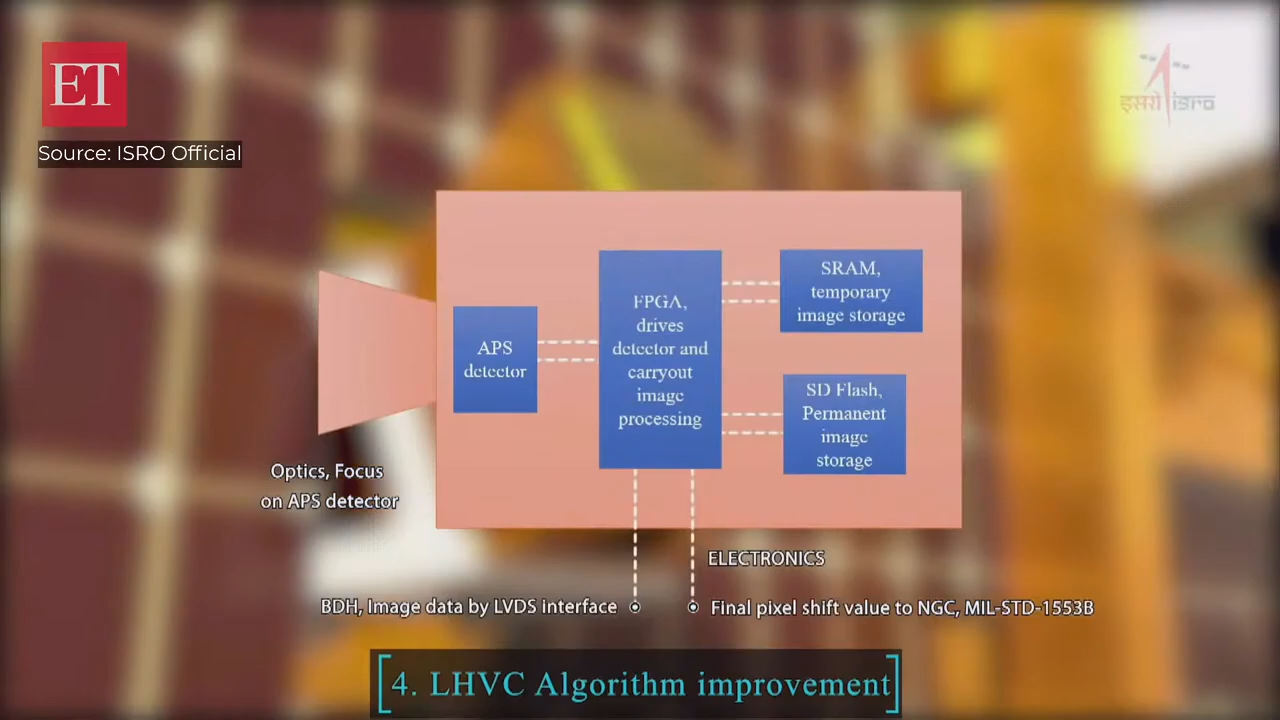 ET
Source: ISRO Official
इसरो isro
APS
detector
FPGA,
drives
detector and
carryout
image
processing
SRAM,
temporary
image storage
SD Flash,
Permanent
image
storage
Optics, Focus
on APS detector
ELECTRONICS
BDH, Image data by LVDS interface
Final pixel shift value to NGC, MIL-STD-1553B
[4. LHVC Algorithm improvement]